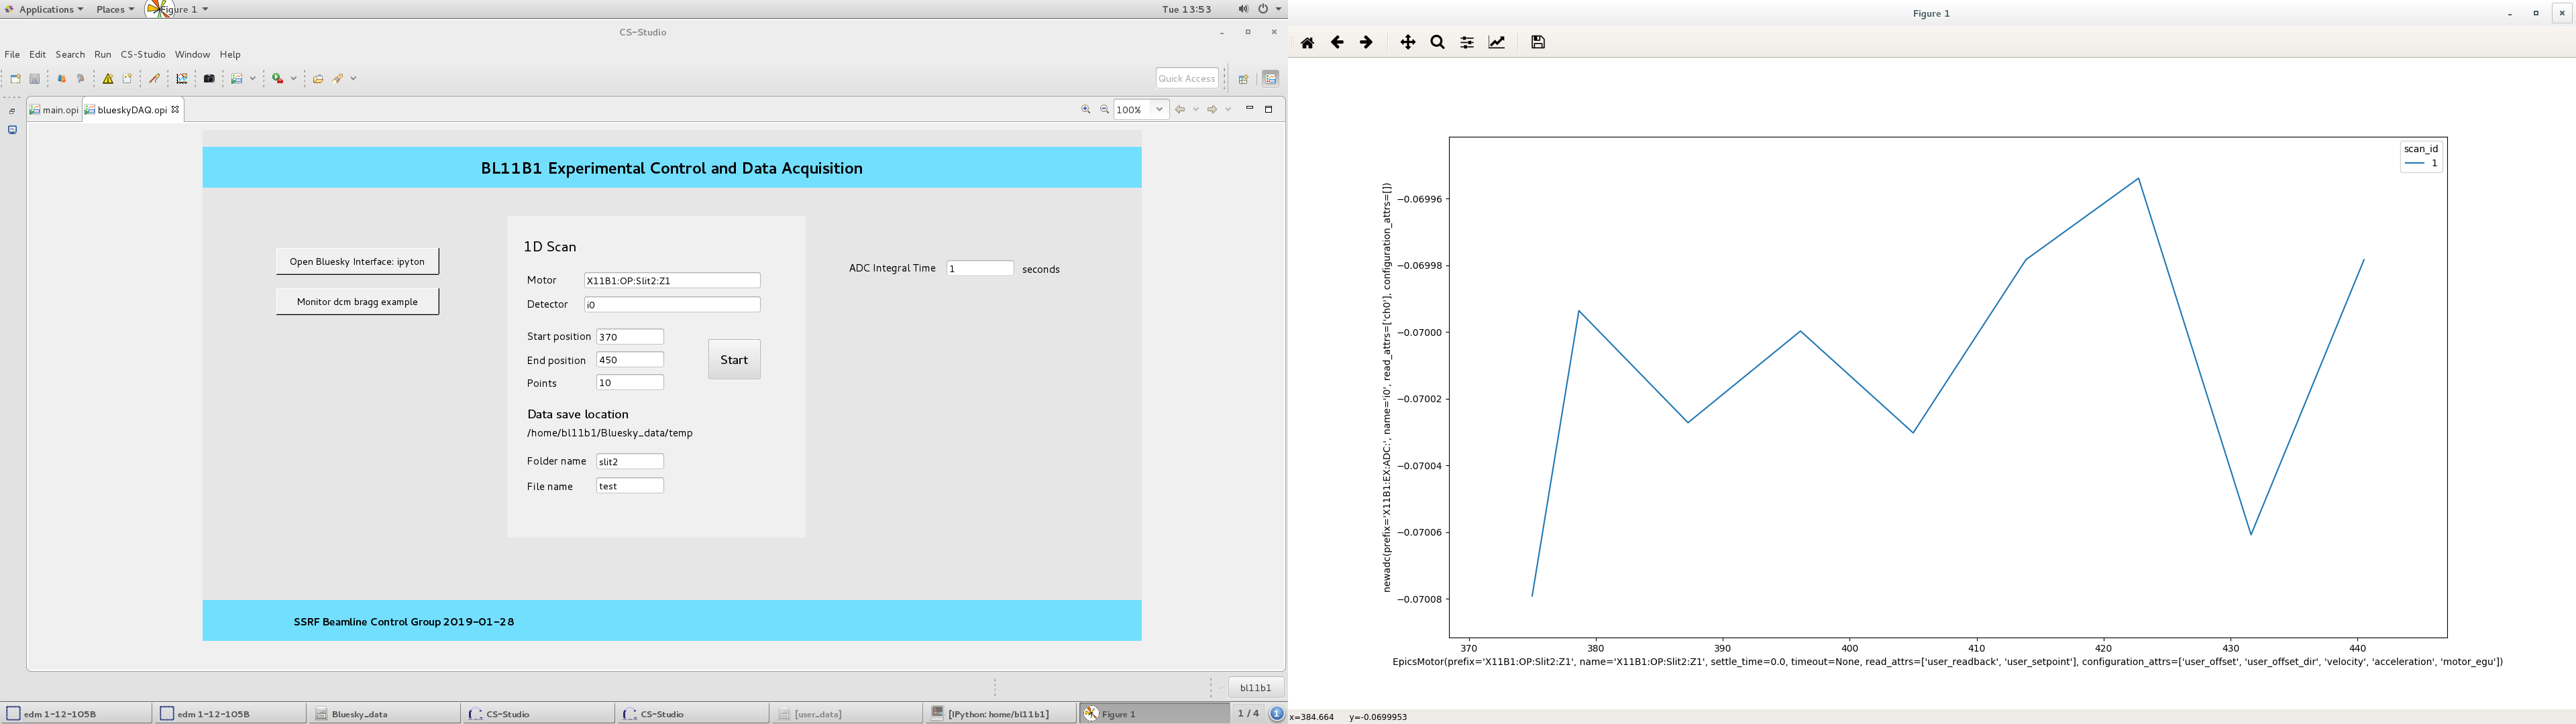 Applications Places Figure 1 Tue 13:53
CS-Studio
File Edit Search Run CS-Studio Window Help
Quick Access
main.opi blueskyDAQ.opi 100%
BL11B1 Experimental Control and Data Acquisition
Open Bluesky Interface: ipyton
Monitor dcm bragg example
1D Scan
Motor X11B1:OP:Slit2:Z1
Detector i0
Start position 370
End position 450
Points 10
Start
Data save location
/home/bl11b1/Bluesky_data/temp
Folder name slit2
File name test
ADC Integral Time 1 seconds
SSRF Beamline Control Group 2019-01-28
bl11b1
edm 1-12-105B edm 1-12-105B Bluesky_data CS-Studio CS-Studio [user_data] [IPython: home/bl11b1] Figure 1 1 / 4 1
Figure 1
scan_id
1
newadc(prefix='X11B1:EX:ADC:', name='i0', read_attrs=['ch0'], configuration_attrs=[])
−0.06996
−0.06998
−0.07000
−0.07002
−0.07004
−0.07006
−0.07008
370 380 390 400 410 420 430 440
EpicsMotor(prefix='X11B1:OP:Slit2:Z1', name='X11B1:OP:Slit2:Z1', settle_time=0.0, timeout=None, read_attrs=['user_readback', 'user_setpoint'], configuration_attrs=['user_offset', 'user_offset_dir', 'velocity', 'acceleration', 'motor_egu'])
x=384.664 y=-0.0699953